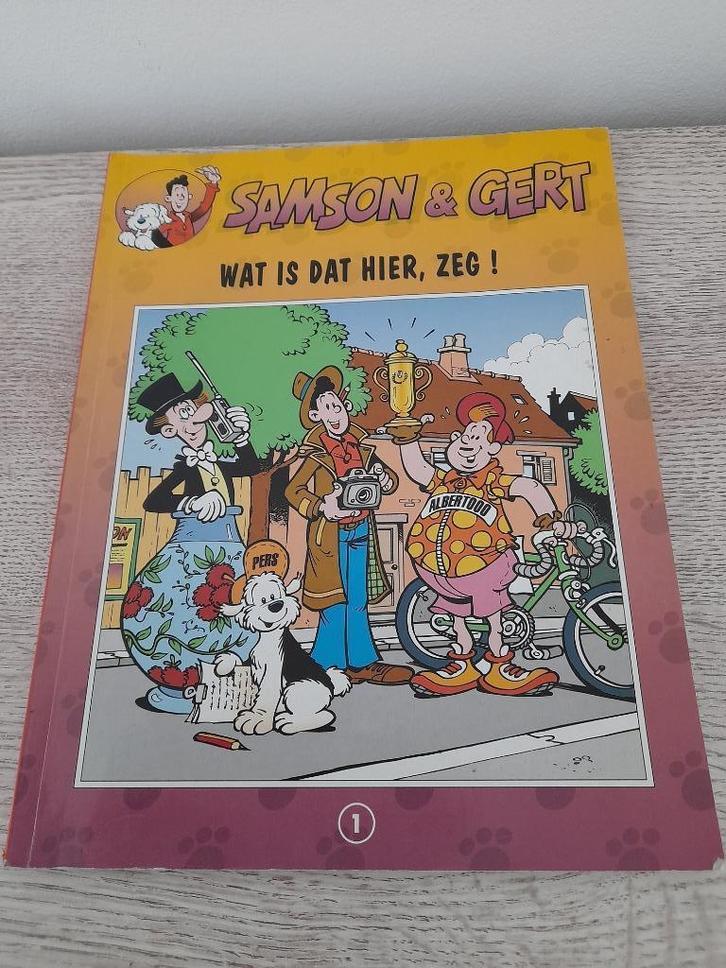 SAMSON & GERT
WAT IS DAT HIER, ZEG !
ALBERTOOO
PERS
1